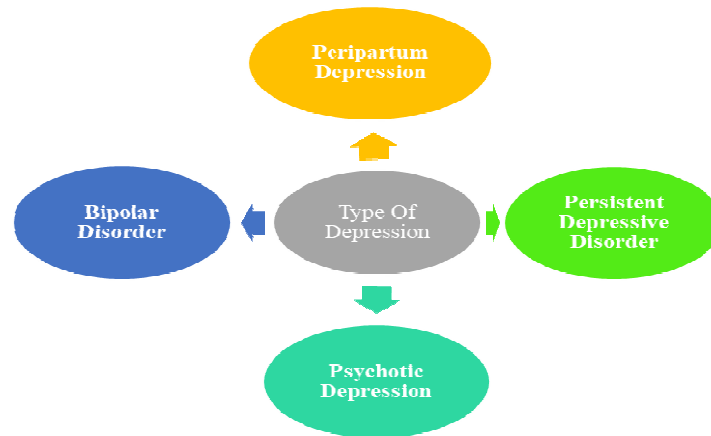 Peripartum
Depression
Bipolar
Disorder
Type Of
Depression
Persistent
Depressive
Disorder
Psychotic
Depression